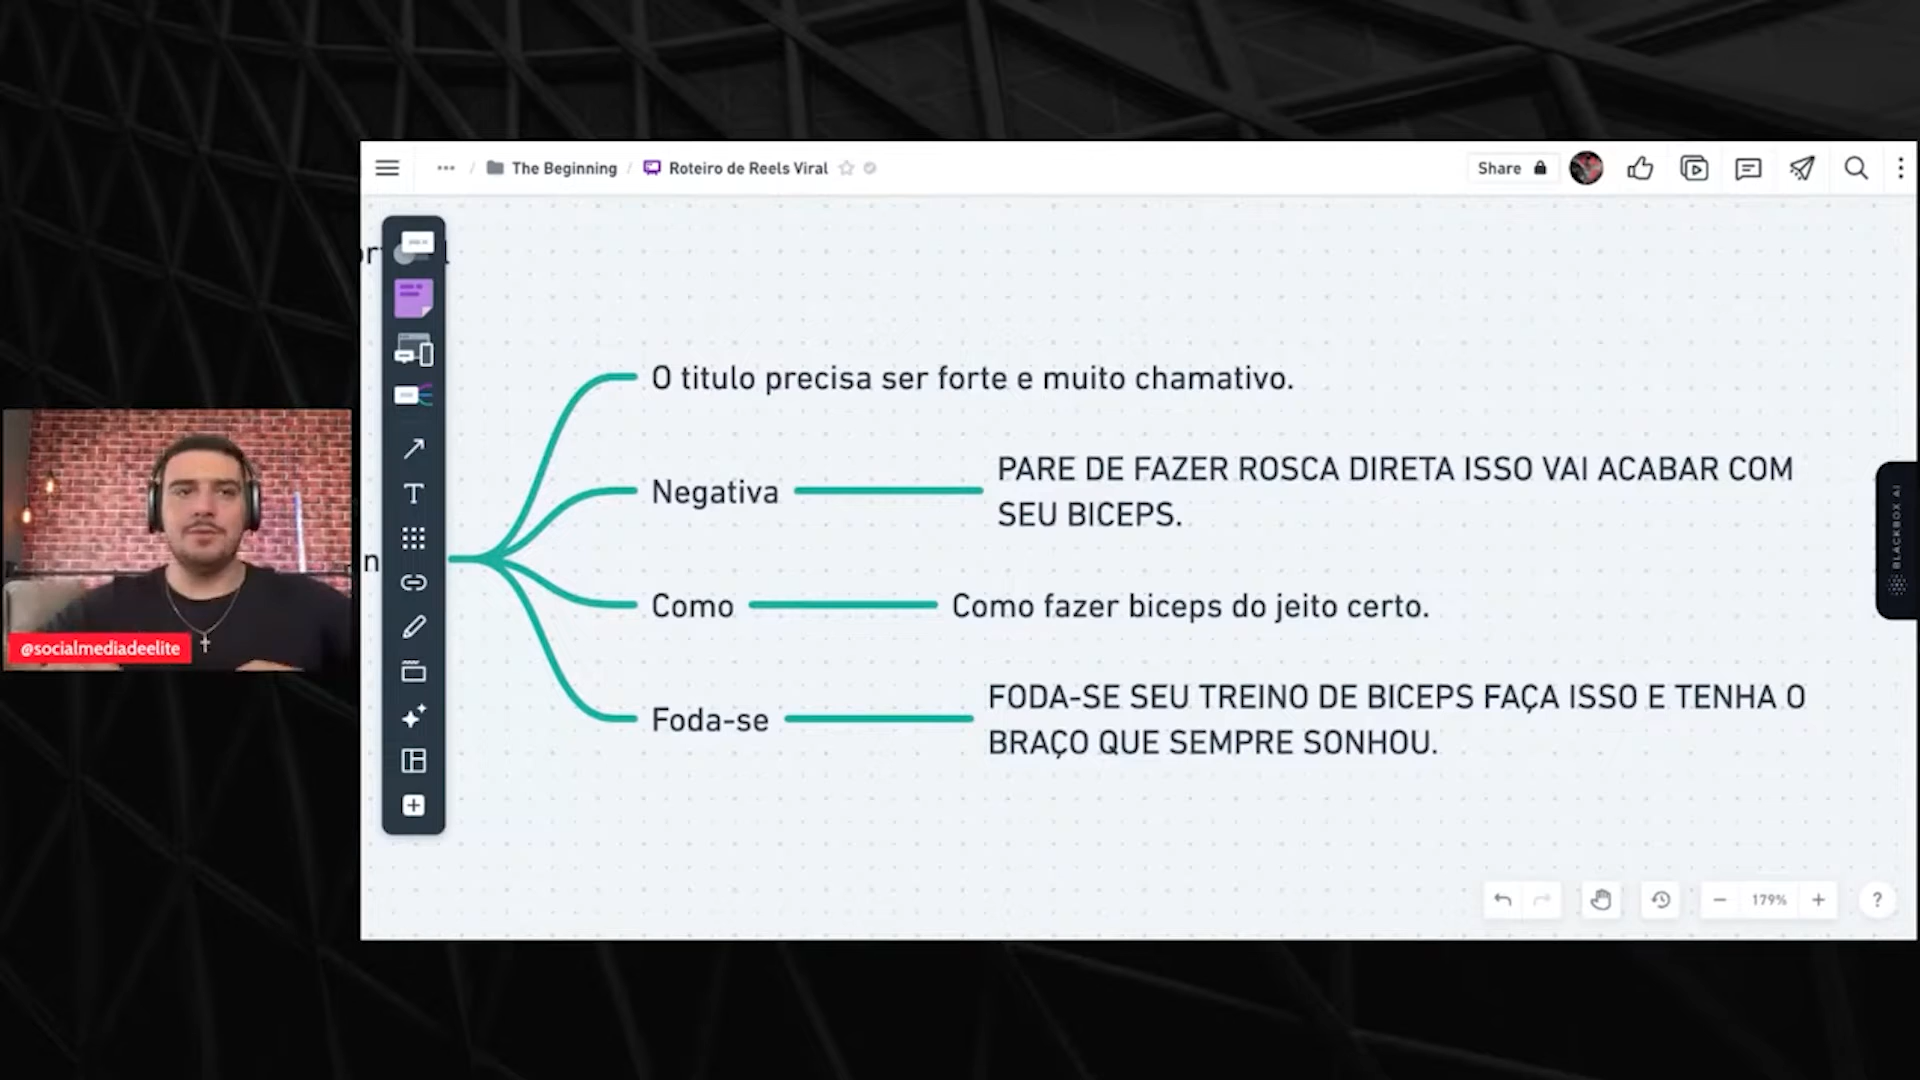 The Beginning / Roteiro de Reels Viral
Share
O titulo precisa ser forte e muito chamativo.
Negativa
PARE DE FAZER ROSCA DIRETA ISSO VAI ACABAR COM
SEU BICEPS.
Como
Como fazer biceps do jeito certo.
Foda-se
FODA-SE SEU TREINO DE BICEPS FAÇA ISSO E TENHA O
BRAÇO QUE SEMPRE SONHOU.
@socialmediadeelite
BLACKBOX AI
179%